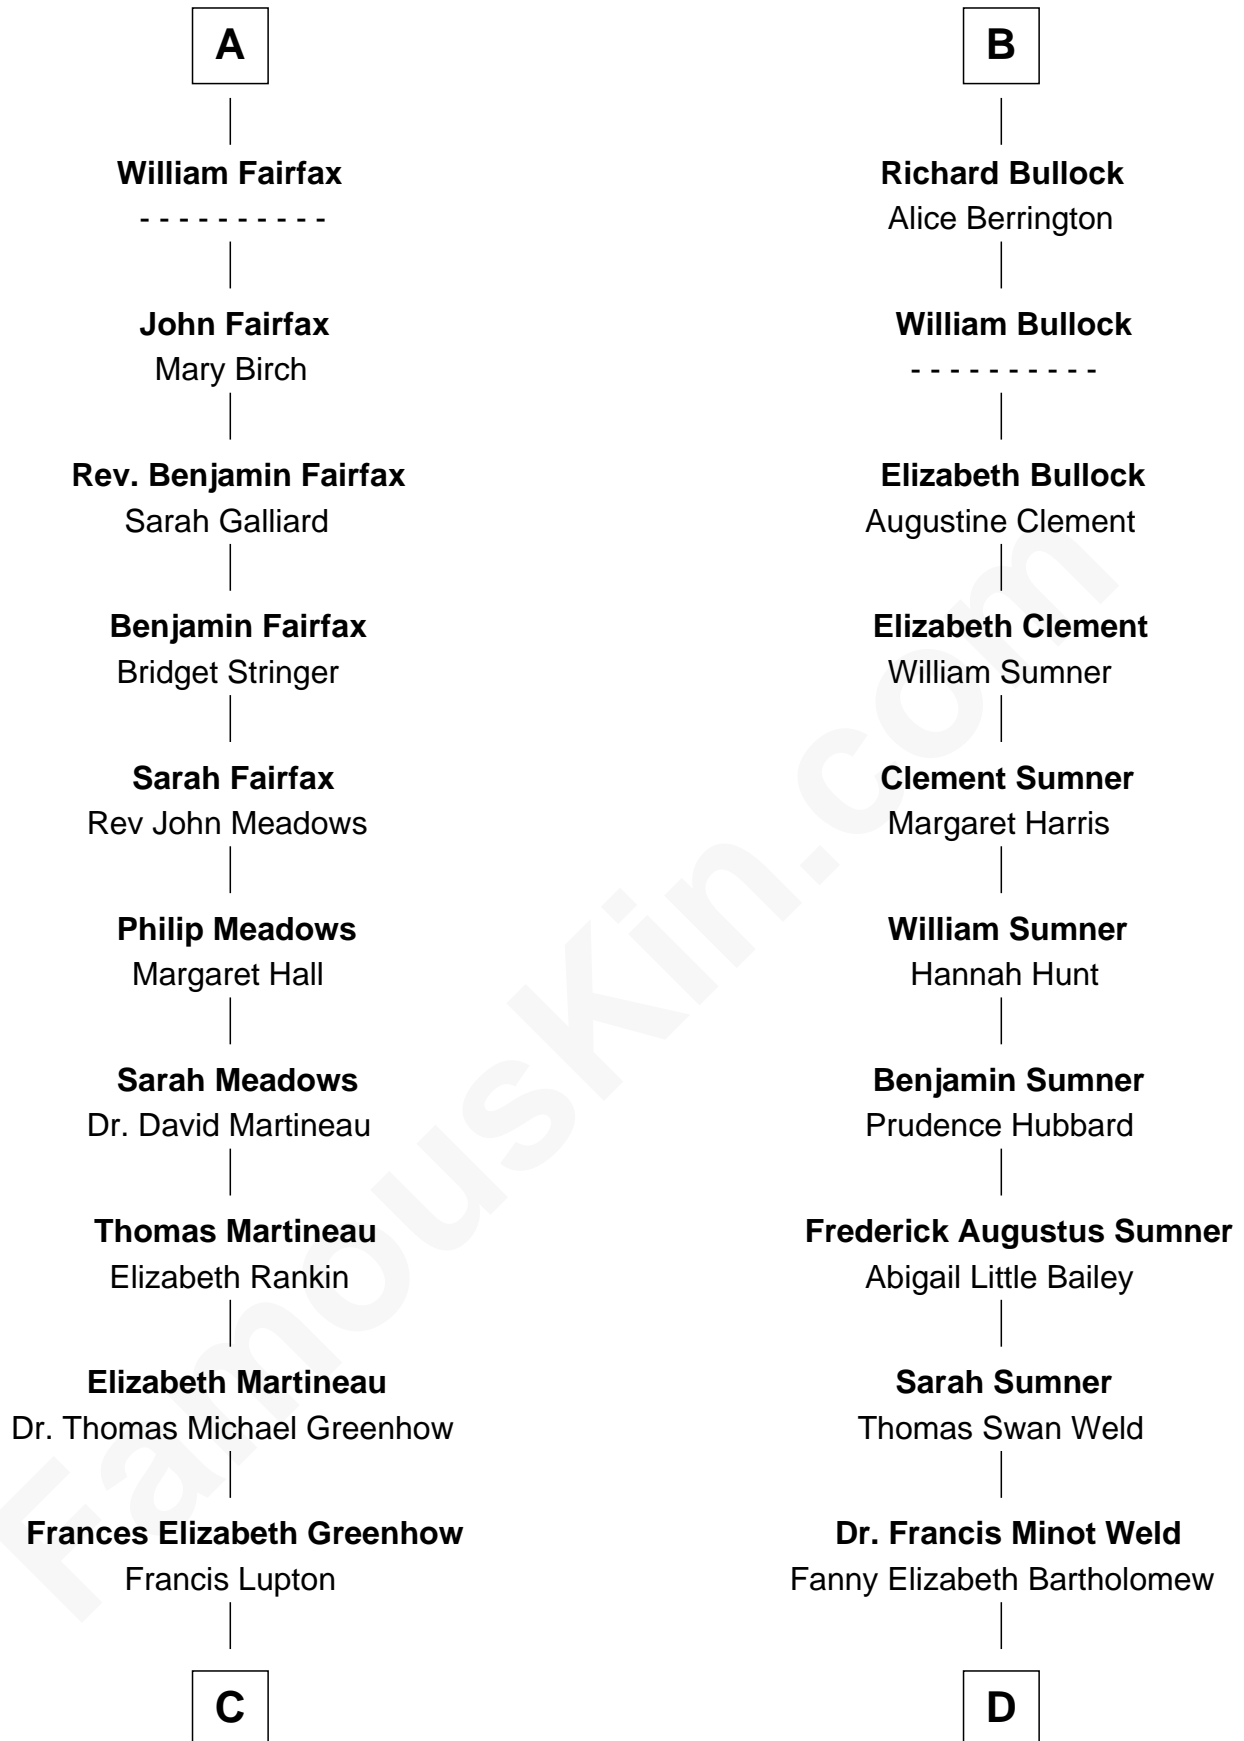 A
William Fairfax
- - - - - - - - - -
John Fairfax
Mary Birch
Rev. Benjamin Fairfax
Sarah Galliard
Benjamin Fairfax
Bridget Stringer
Sarah Fairfax
Rev John Meadows
Philip Meadows
Margaret Hall
Sarah Meadows
Dr. David Martineau
Thomas Martineau
Elizabeth Rankin
Elizabeth Martineau
Dr. Thomas Michael Greenhow
Frances Elizabeth Greenhow
Francis Lupton
C
B
Richard Bullock
Alice Berrington
William Bullock
- - - - - - - - - -
Elizabeth Bullock
Augustine Clement
Elizabeth Clement
William Sumner
Clement Sumner
Margaret Harris
William Sumner
Hannah Hunt
Benjamin Sumner
Prudence Hubbard
Frederick Augustus Sumner
Abigail Little Bailey
Sarah Sumner
Thomas Swan Weld
Dr. Francis Minot Weld
Fanny Elizabeth Bartholomew
D
FamousKin.com